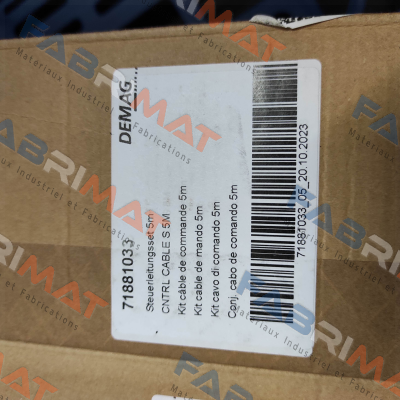 DEMAG
71881033
Steuerleitungsset 5m
CNTRL CABLE S 5M
Kit câble de commande 5m
Kit cable de mando 5m
Kit cavo di comando 5m
Conj. cabo de comando 5m
71881033_05_20.10.2023
FABRIMAT
Materiaux Industriel et Fabrications